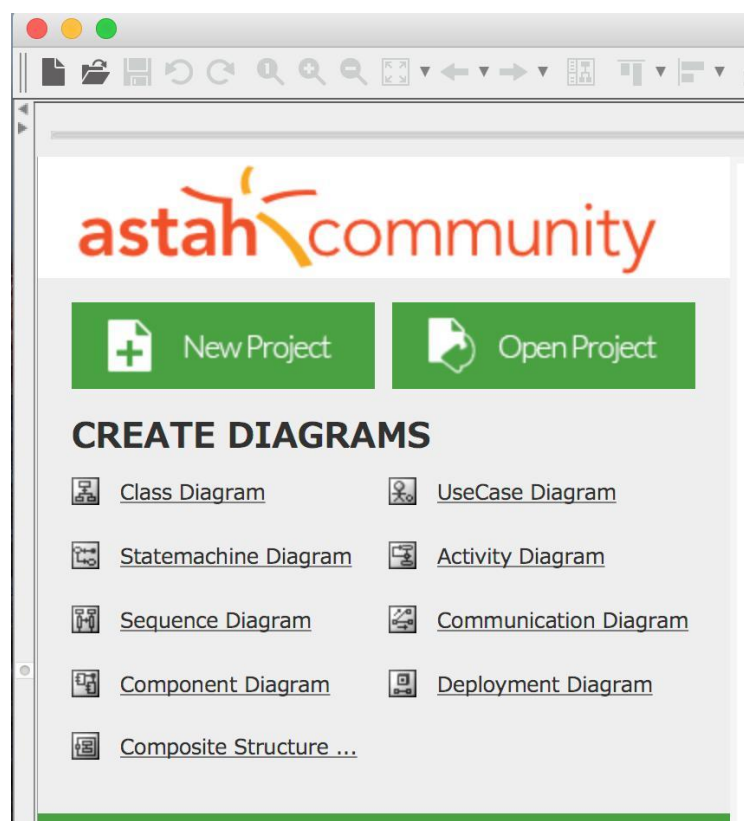 astah community
New Project Open Project
CREATE DIAGRAMS
Class Diagram UseCase Diagram
Statemachine Diagram Activity Diagram
Sequence Diagram Communication Diagram
Component Diagram Deployment Diagram
Composite Structure ...